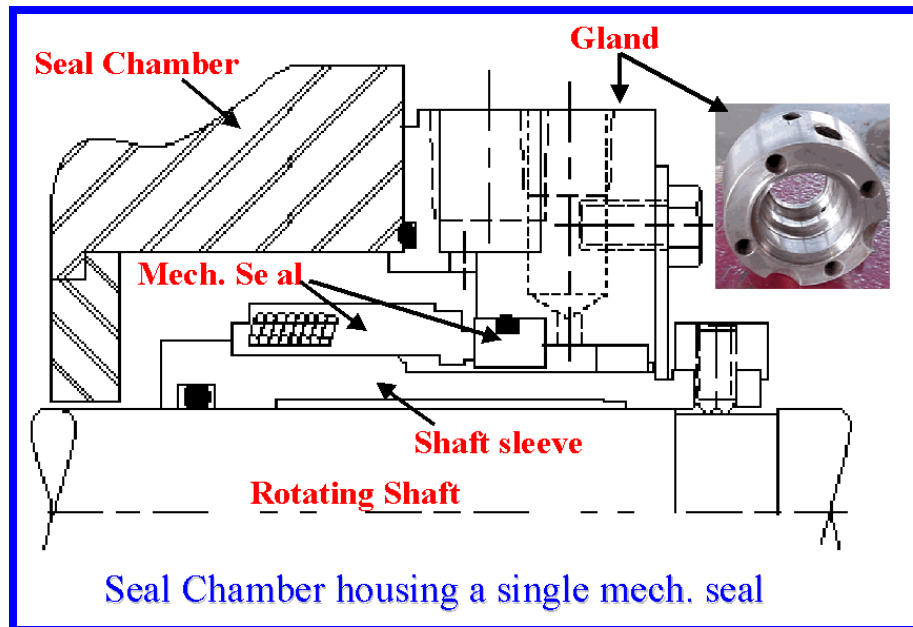 Gland
Seal Chamber
Mech. Se al
Shaft sleeve
Rotating Shaft
Seal Chamber housing a single mech. seal